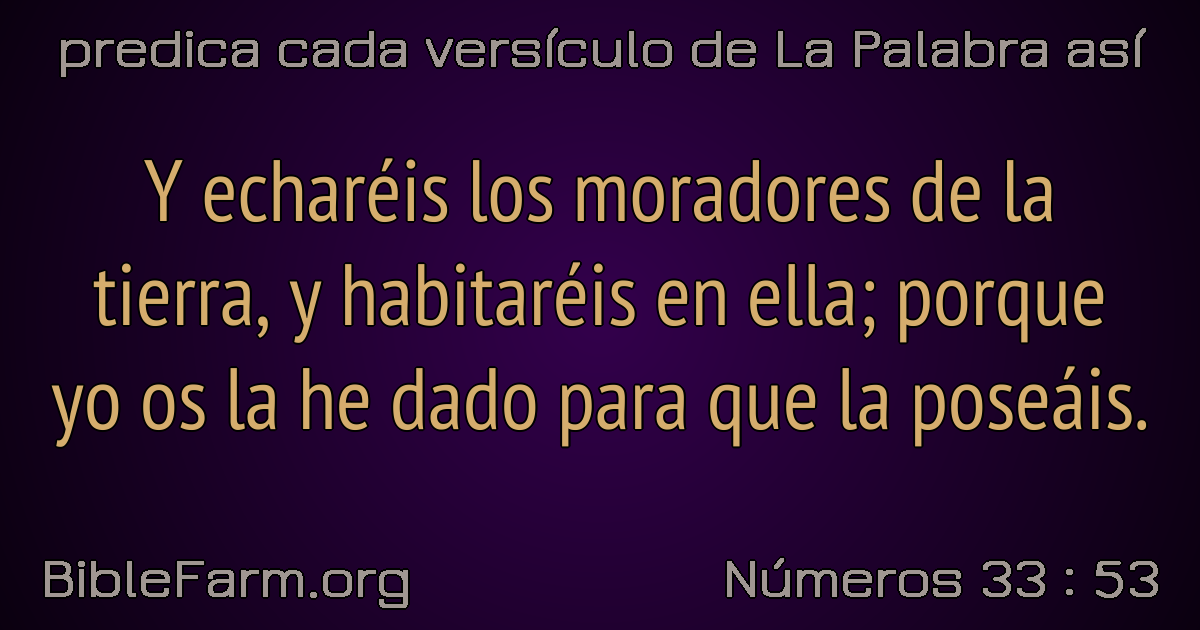 predica cada versículo de La Palabra así
Y echaréis los moradores de la
tierra, y habitaréis en ella; porque
yo os la he dado para que la poseáis.
BibleFarm.org
Números 33 : 53